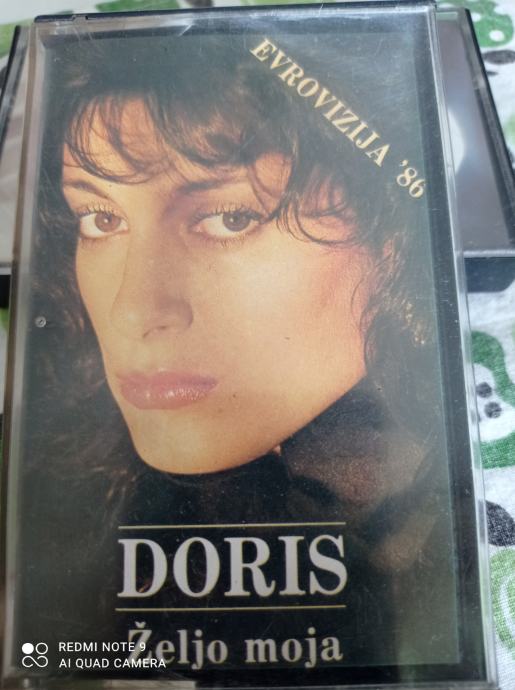 EVROVIZIJA '86
DORIS
Željo moja
REDMI NOTE 9
AI QUAD CAMERA